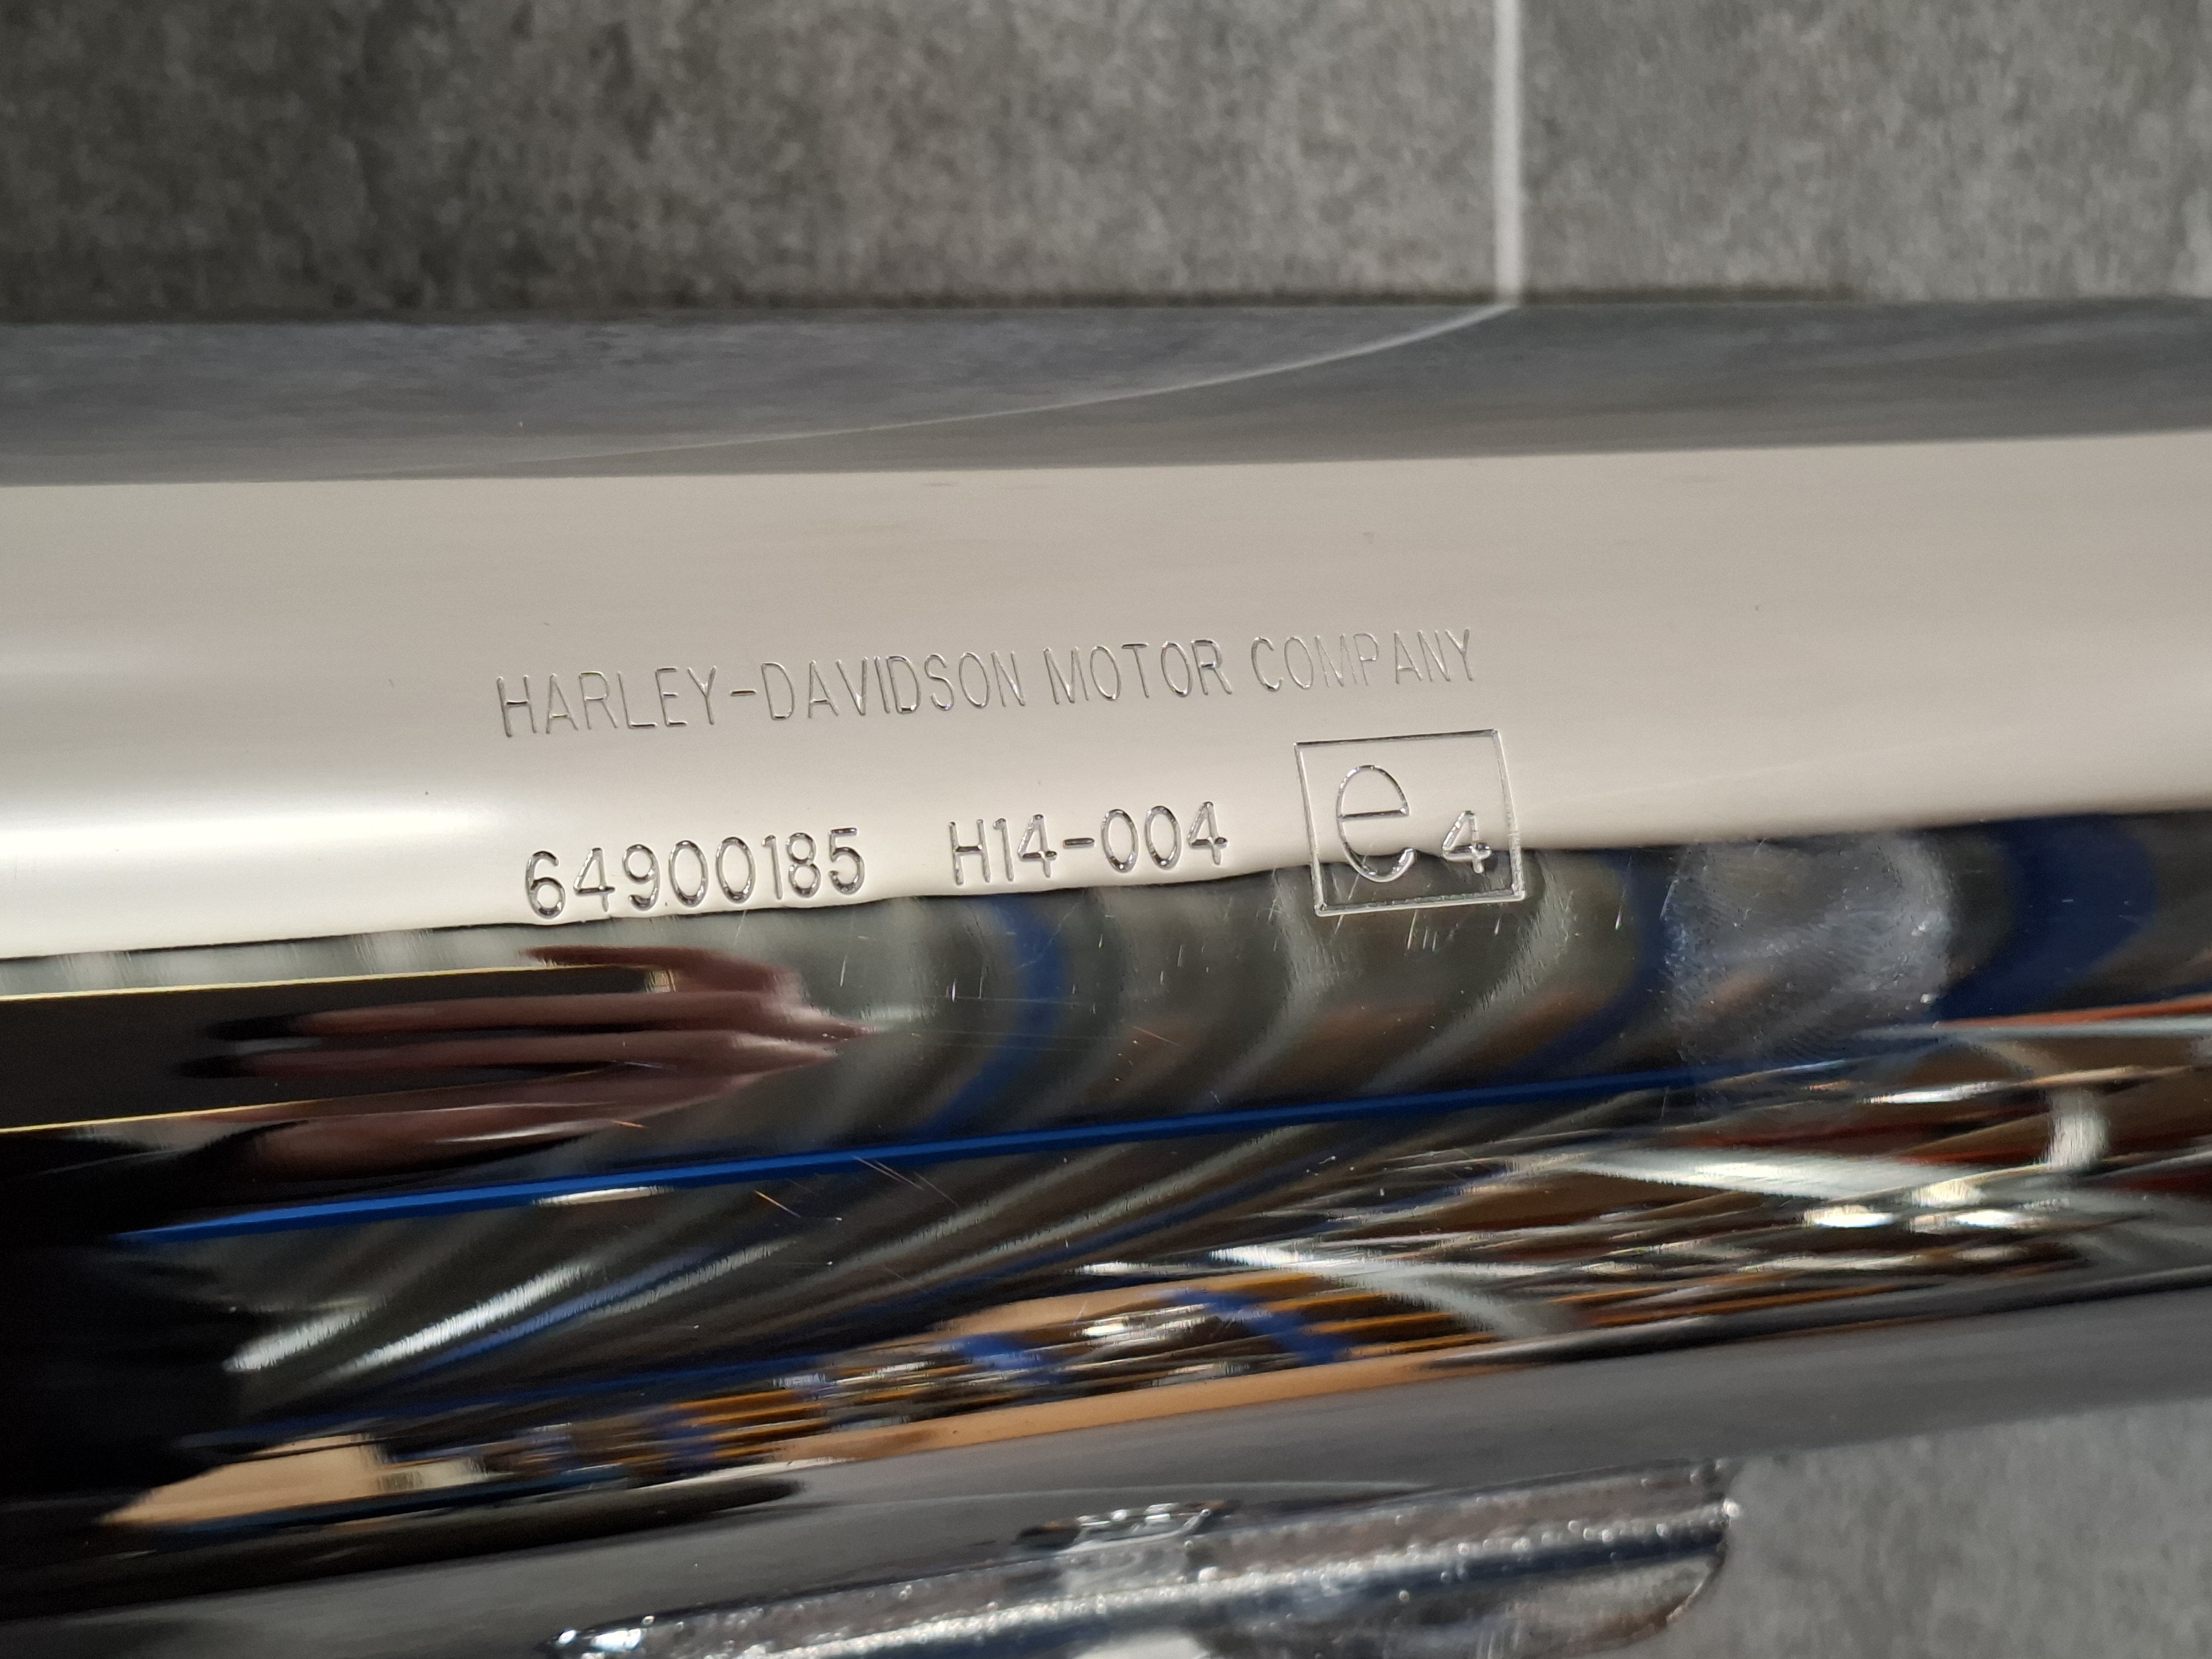 HARLEY-DAVIDSON MOTOR COMPANY
64900185 H14-004 e4